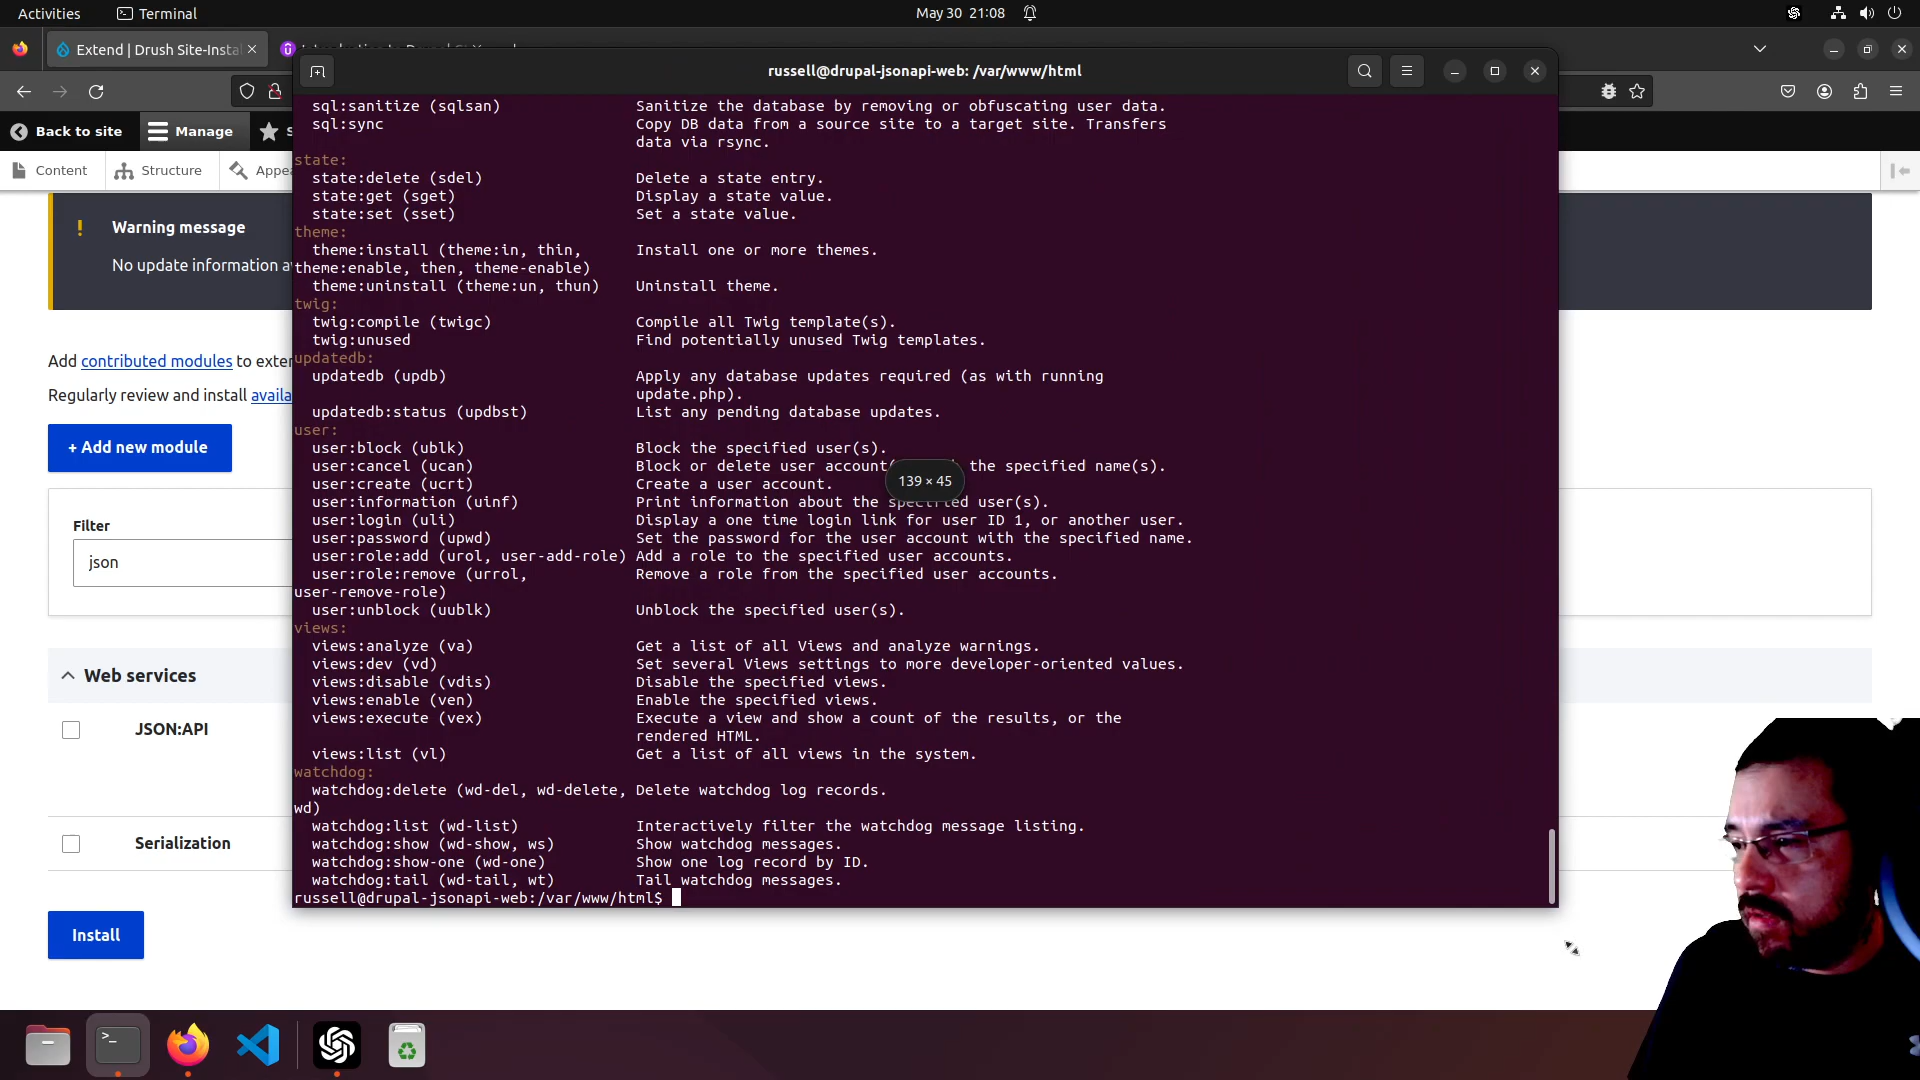 Activities
Terminal
May 30 21:08
Extend | Drush Site-Instal
russell@drupal-jsonapi-web: /var/www/html
Back to site
Manage
Content
Structure
Appea
Warning message
No update information a
Add contributed modules to exte
Regularly review and install availa
+ Add new module
Filter
json
Web services
JSON:API
Serialization
Install
sql:sanitize (sqlsan) Sanitize the database by removing or obfuscating user data.
sql:sync Copy DB data from a source site to a target site. Transfers
data via rsync.
state:
state:delete (sdel) Delete a state entry.
state:get (sget) Display a state value.
state:set (sset) Set a state value.
theme:
theme:install (theme:in, thin, Install one or more themes.
theme:enable, then, theme-enable)
theme:uninstall (theme:un, thun) Uninstall theme.
twig:
twig:compile (twigc) Compile all Twig template(s).
twig:unused Find potentially unused Twig templates.
updatedb:
updatedb (updb) Apply any database updates required (as with running
update.php).
updatedb:status (updbst) List any pending database updates.
user:
user:block (ublk) Block the specified user(s).
user:cancel (ucan) Block or delete user account the specified name(s).
user:create (ucrt) Create a user account.
139 × 45
user:information (uinf) Print information about the specified user(s).
user:login (uli) Display a one time login link for user ID 1, or another user.
user:password (upwd) Set the password for the user account with the specified name.
user:role:add (urol, user-add-role) Add a role to the specified user accounts.
user:role:remove (urrol, Remove a role from the specified user accounts.
user-remove-role)
user:unblock (uublk) Unblock the specified user(s).
views:
views:analyze (va) Get a list of all Views and analyze warnings.
views:dev (vd) Set several Views settings to more developer-oriented values.
views:disable (vdis) Disable the specified views.
views:enable (ven) Enable the specified views.
views:execute (vex) Execute a view and show a count of the results, or the
rendered HTML.
views:list (vl) Get a list of all views in the system.
watchdog:
watchdog:delete (wd-del, wd-delete, Delete watchdog log records.
wd)
watchdog:list (wd-list) Interactively filter the watchdog message listing.
watchdog:show (wd-show, ws) Show watchdog messages.
watchdog:show-one (wd-one) Show one log record by ID.
watchdog:tail (wd-tail, wt) Tail watchdog messages.
russell@drupal-jsonapi-web:/var/www/html$